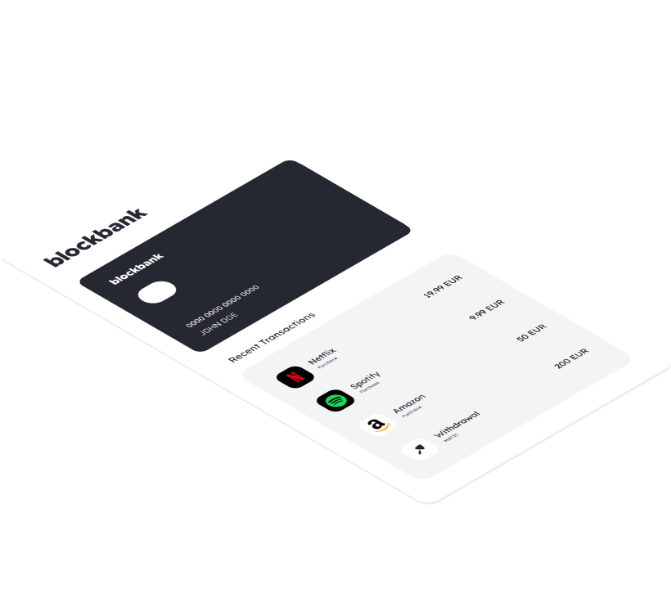 blockbank
blockbank
0000 0000 0000 0000
JOHN DOE
Recent Transactions
Netflix
Purchase
19.99 EUR
Spotify
Purchase
9.99 EUR
Amazon
Purchase
50 EUR
Withdrawal
200 EUR